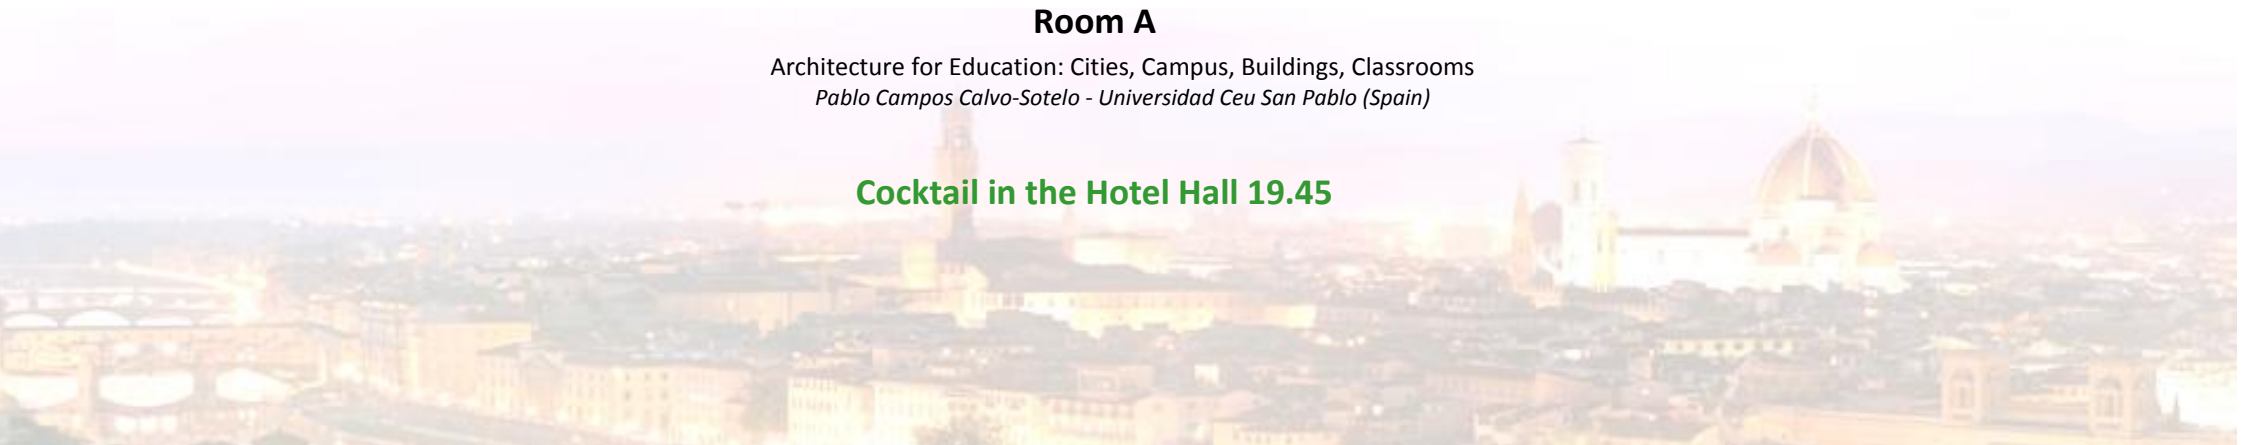 Room A
Architecture for Education: Cities, Campus, Buildings, Classrooms
Pablo Campos Calvo-Sotelo - Universidad Ceu San Pablo (Spain)
Cocktail in the Hotel Hall 19.45